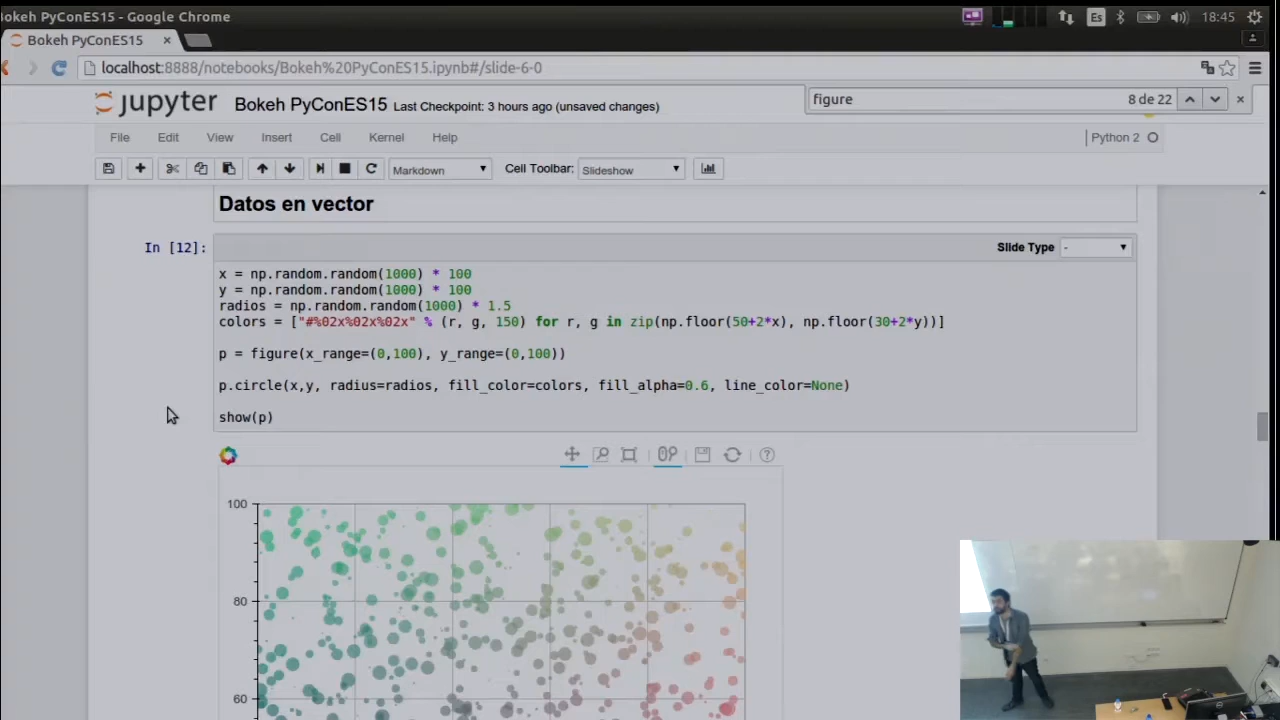 Bokeh PyConES15 - Google Chrome
Es
18:45
Bokeh PyConES15 ×
localhost:8888/notebooks/Bokeh%20PyConES15.ipynb#/slide-6-0
jupyter Bokeh PyConES15 Last Checkpoint: 3 hours ago (unsaved changes)
figure 8 de 22 ×
File Edit View Insert Cell Kernel Help
Python 2
Markdown Cell Toolbar: Slideshow
Datos en vector
In [12]:
Slide Type -
x = np.random.random(1000) * 100
y = np.random.random(1000) * 100
radios = np.random.random(1000) * 1.5
colors = ["#%02x%02x%02x" % (r, g, 150) for r, g in zip(np.floor(50+2*x), np.floor(30+2*y))]
p = figure(x_range=(0,100), y_range=(0,100))
p.circle(x,y, radius=radios, fill_color=colors, fill_alpha=0.6, line_color=None)
show(p)
?
100
80
60